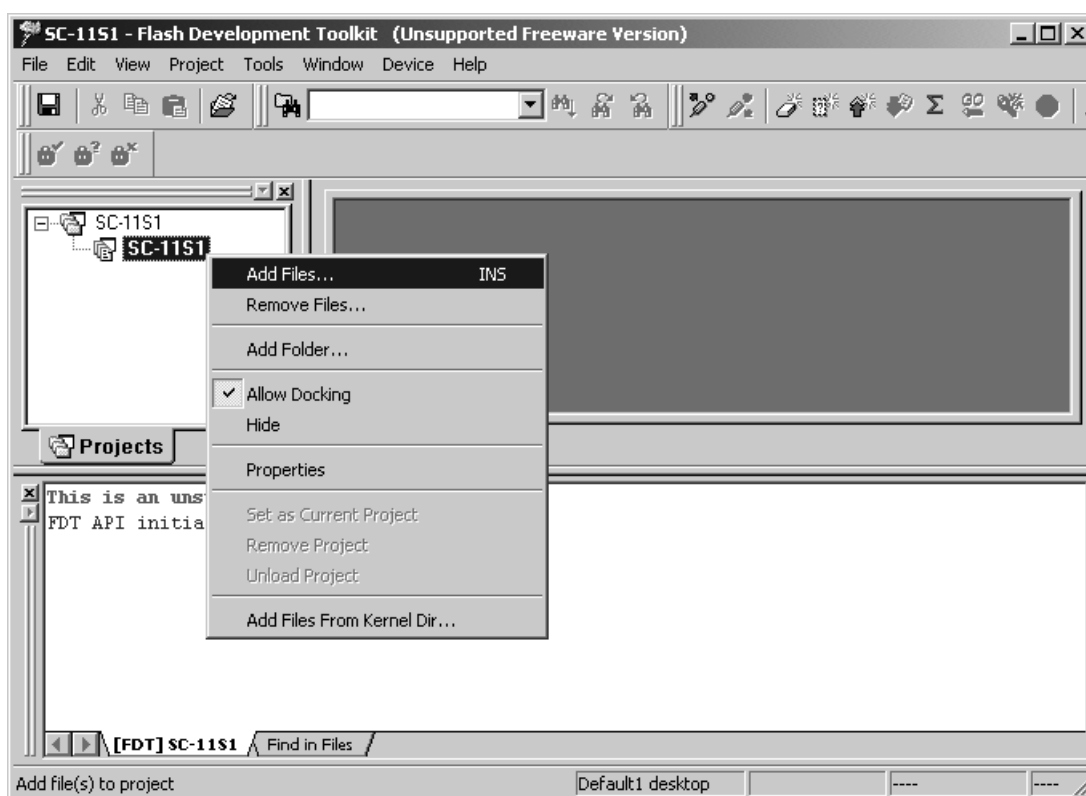 SC-11S1 - Flash Development Toolkit (Unsupported Freeware Version)
File Edit View Project Tools Window Device Help
SC-11S1
SC-11S1
Add Files... INS
Remove Files...
Add Folder...
Allow Docking
Hide
Projects
Properties
This is an uns
FDT API initia
Set as Current Project
Remove Project
Unload Project
Add Files From Kernel Dir...
[FDT] SC-11S1 Find in Files
Add file(s) to project Default1 desktop ---- ----